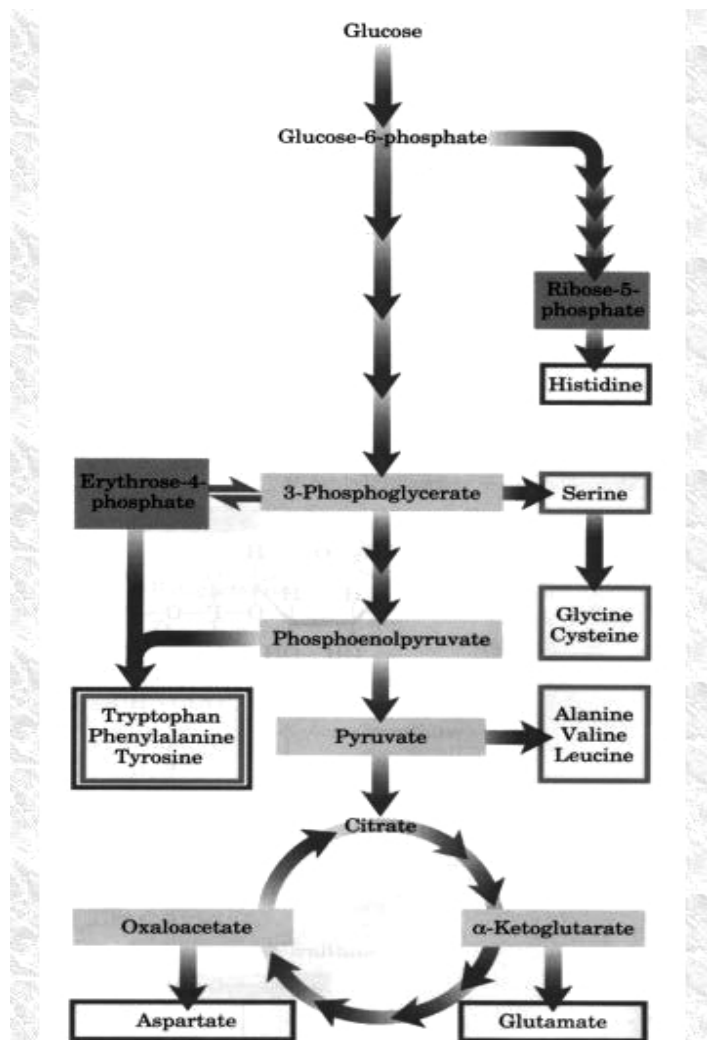 Glucose
Glucose-6-phosphate
Ribose-5-
phosphate
Histidine
Erythrose-4-
phosphate
3-Phosphoglycerate
Serine
Glycine
Cysteine
Phosphoenolpyruvate
Tryptophan
Phenylalanine
Tyrosine
Pyruvate
Alanine
Valine
Leucine
Citrate
Oxaloacetate
α-Ketoglutarate
Aspartate
Glutamate